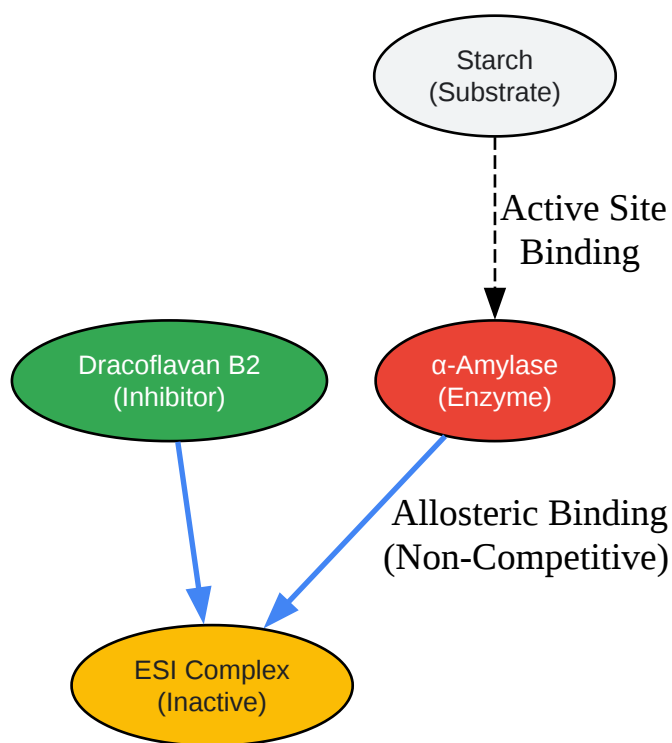 Starch
(Substrate)
Active Site
Binding
Dracoflavan B2
(Inhibitor)
α-Amylase
(Enzyme)
Allosteric Binding
(Non-Competitive)
ESI Complex
(Inactive)